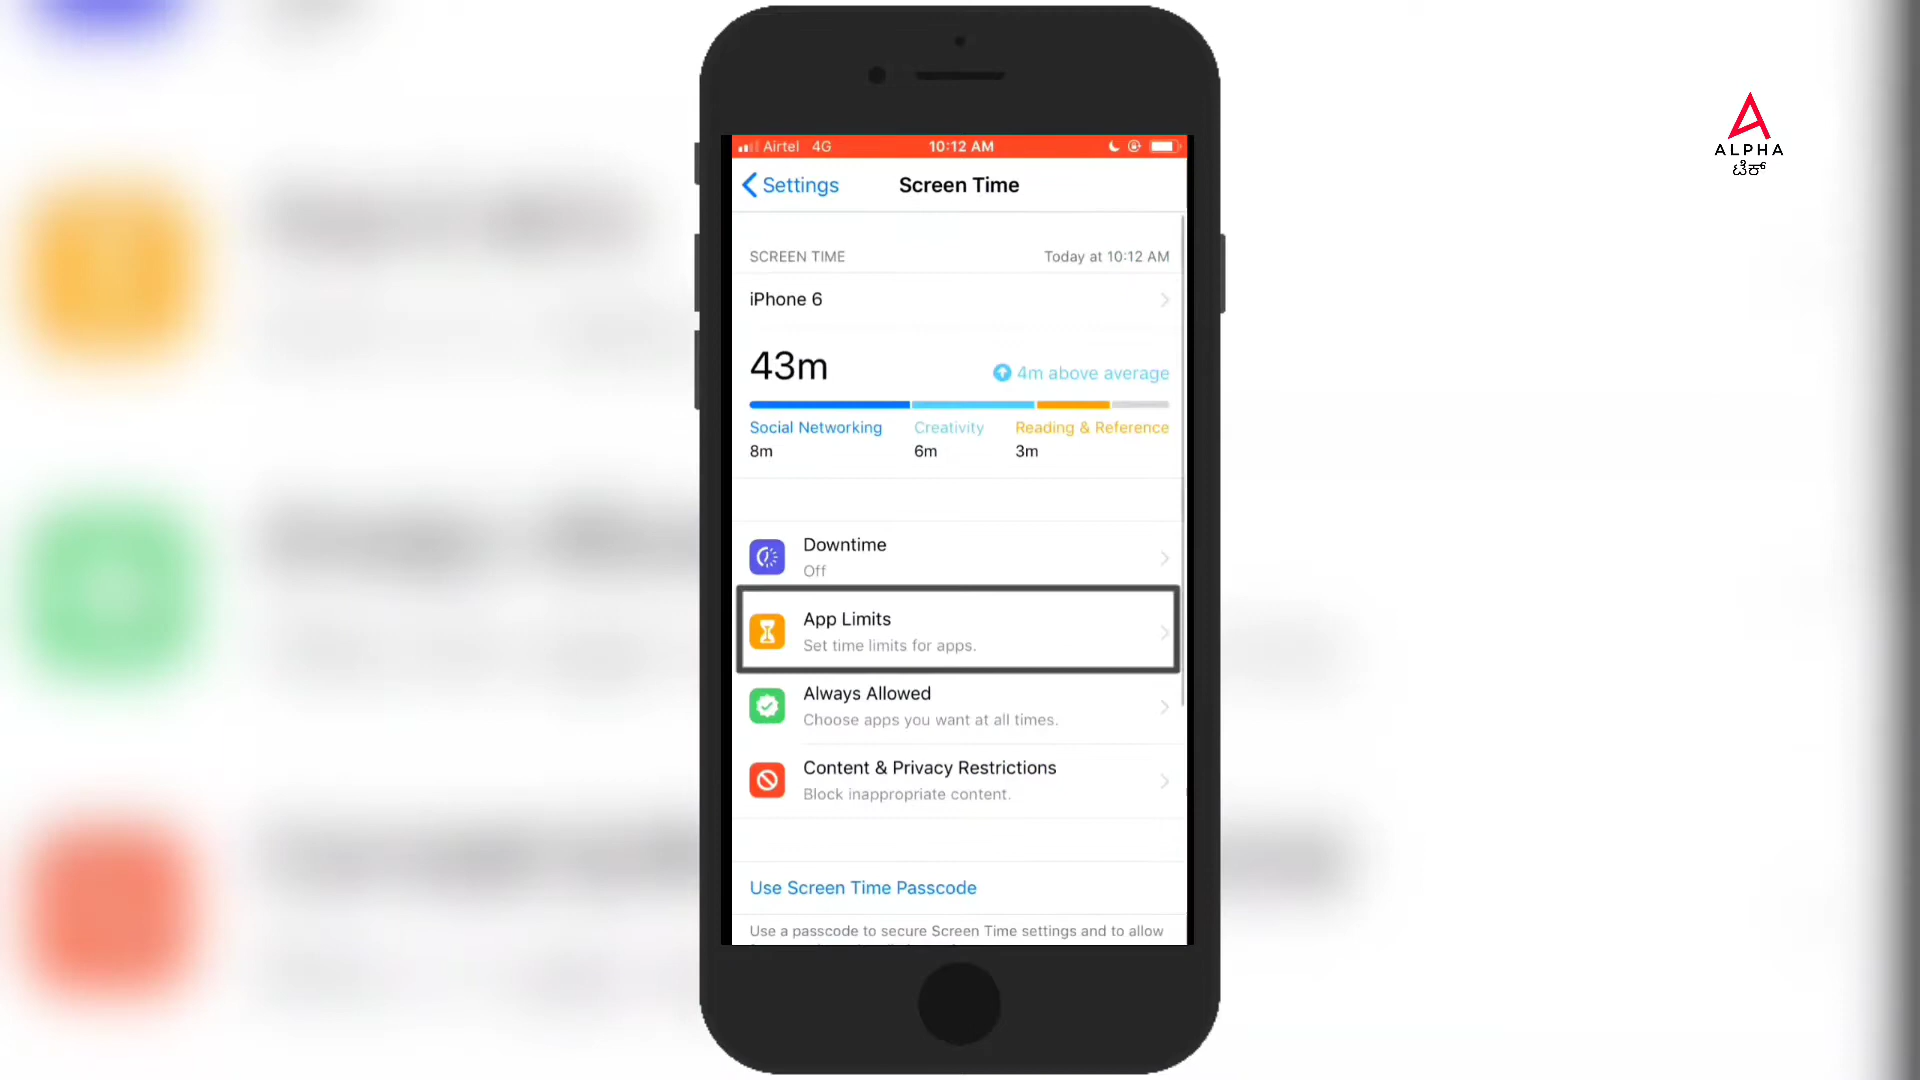 Airtel 4G 10:12 AM
Settings Screen Time
SCREEN TIME Today at 10:12 AM
iPhone 6
43m 4m above average
Social Networking Creativity Reading & Reference
8m 6m 3m
Downtime
Off
App Limits
Set time limits for apps.
Always Allowed
Choose apps you want at all times.
Content & Privacy Restrictions
Block inappropriate content.
Use Screen Time Passcode
Use a passcode to secure Screen Time settings and to allow
ALPHA
ಟೆಕ್